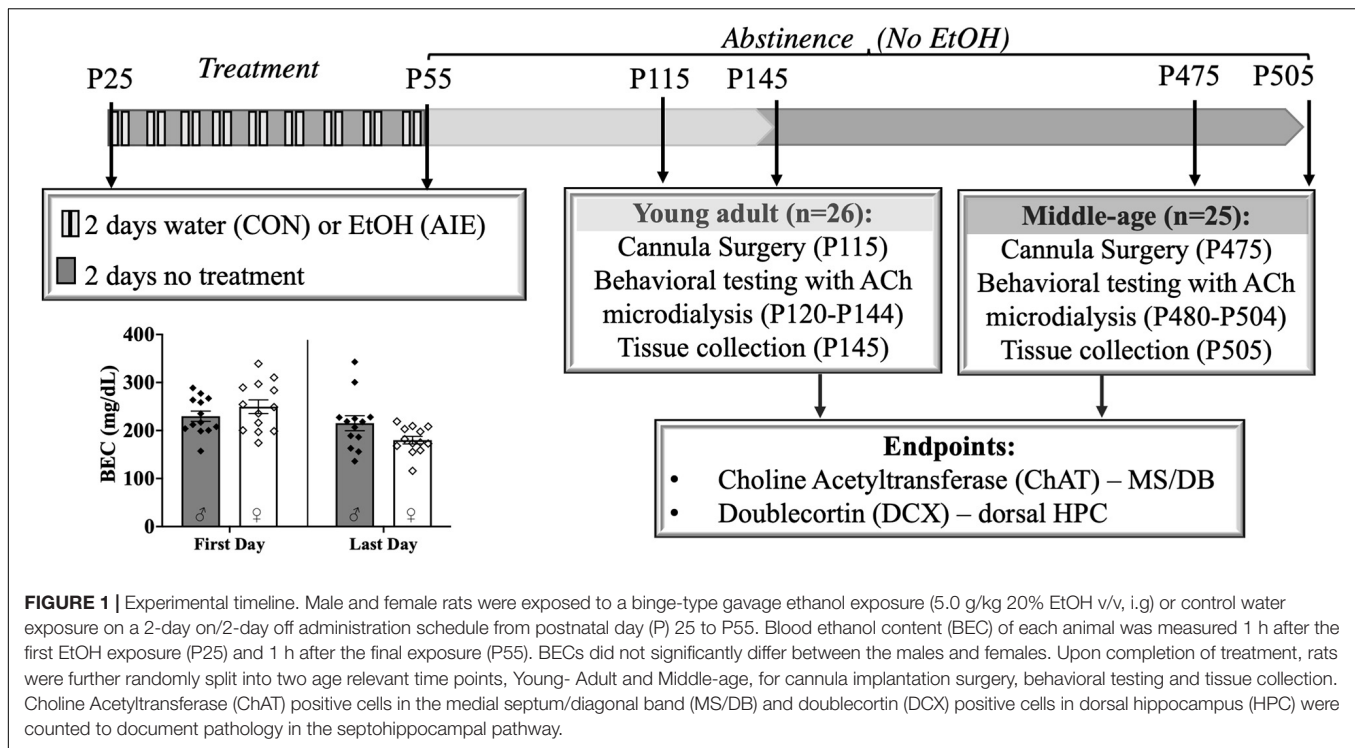 Abstinence (No EtOH)
Treatment
P25
P55
P115
P145
P475
P505
2 days water (CON) or EtOH (AIE)
2 days no treatment
Young adult (n=26):
Cannula Surgery (P115)
Behavioral testing with ACh
microdialysis (P120-P144)
Tissue collection (P145)
Middle-age (n=25):
Cannula Surgery (P475)
Behavioral testing with ACh
microdialysis (P480-P504)
Tissue collection (P505)
BEC (mg/dL)
400
300
200
100
0
♂
♀
♂
♀
First Day
Last Day
Endpoints:
• Choline Acetyltransferase (ChAT) – MS/DB
• Doublecortin (DCX) – dorsal HPC
FIGURE 1 | Experimental timeline. Male and female rats were exposed to a binge-type gavage ethanol exposure (5.0 g/kg 20% EtOH v/v, i.g) or control water
exposure on a 2-day on/2-day off administration schedule from postnatal day (P) 25 to P55. Blood ethanol content (BEC) of each animal was measured 1 h after the
first EtOH exposure (P25) and 1 h after the final exposure (P55). BECs did not significantly differ between the males and females. Upon completion of treatment, rats
were further randomly split into two age relevant time points, Young- Adult and Middle-age, for cannula implantation surgery, behavioral testing and tissue collection.
Choline Acetyltransferase (ChAT) positive cells in the medial septum/diagonal band (MS/DB) and doublecortin (DCX) positive cells in dorsal hippocampus (HPC) were
counted to document pathology in the septohippocampal pathway.